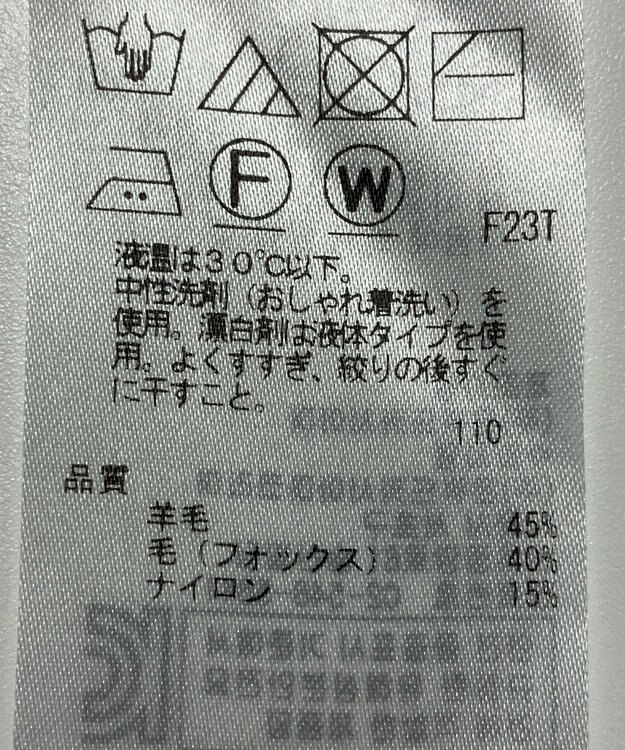 F W
F23T
液温は30℃以下。
中性洗剤（おしゃれ着洗い）を
使用。漂白剤は液体タイプを使
用。よくすすぎ、絞りの後すぐ
に干すこと。
110
品質
羊毛 45%
毛（フォックス） 40%
ナイロン 15%